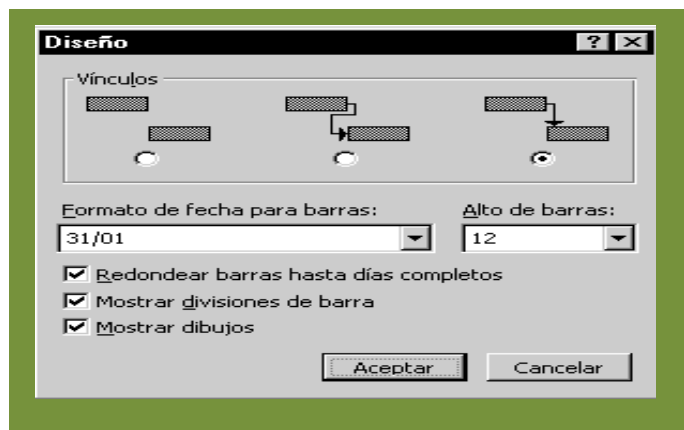 Diseño
Vínculos
Formato de fecha para barras:
Alto de barras:
31/01
12
Redondear barras hasta días completos
Mostrar divisiones de barra
Mostrar dibujos
Aceptar
Cancelar